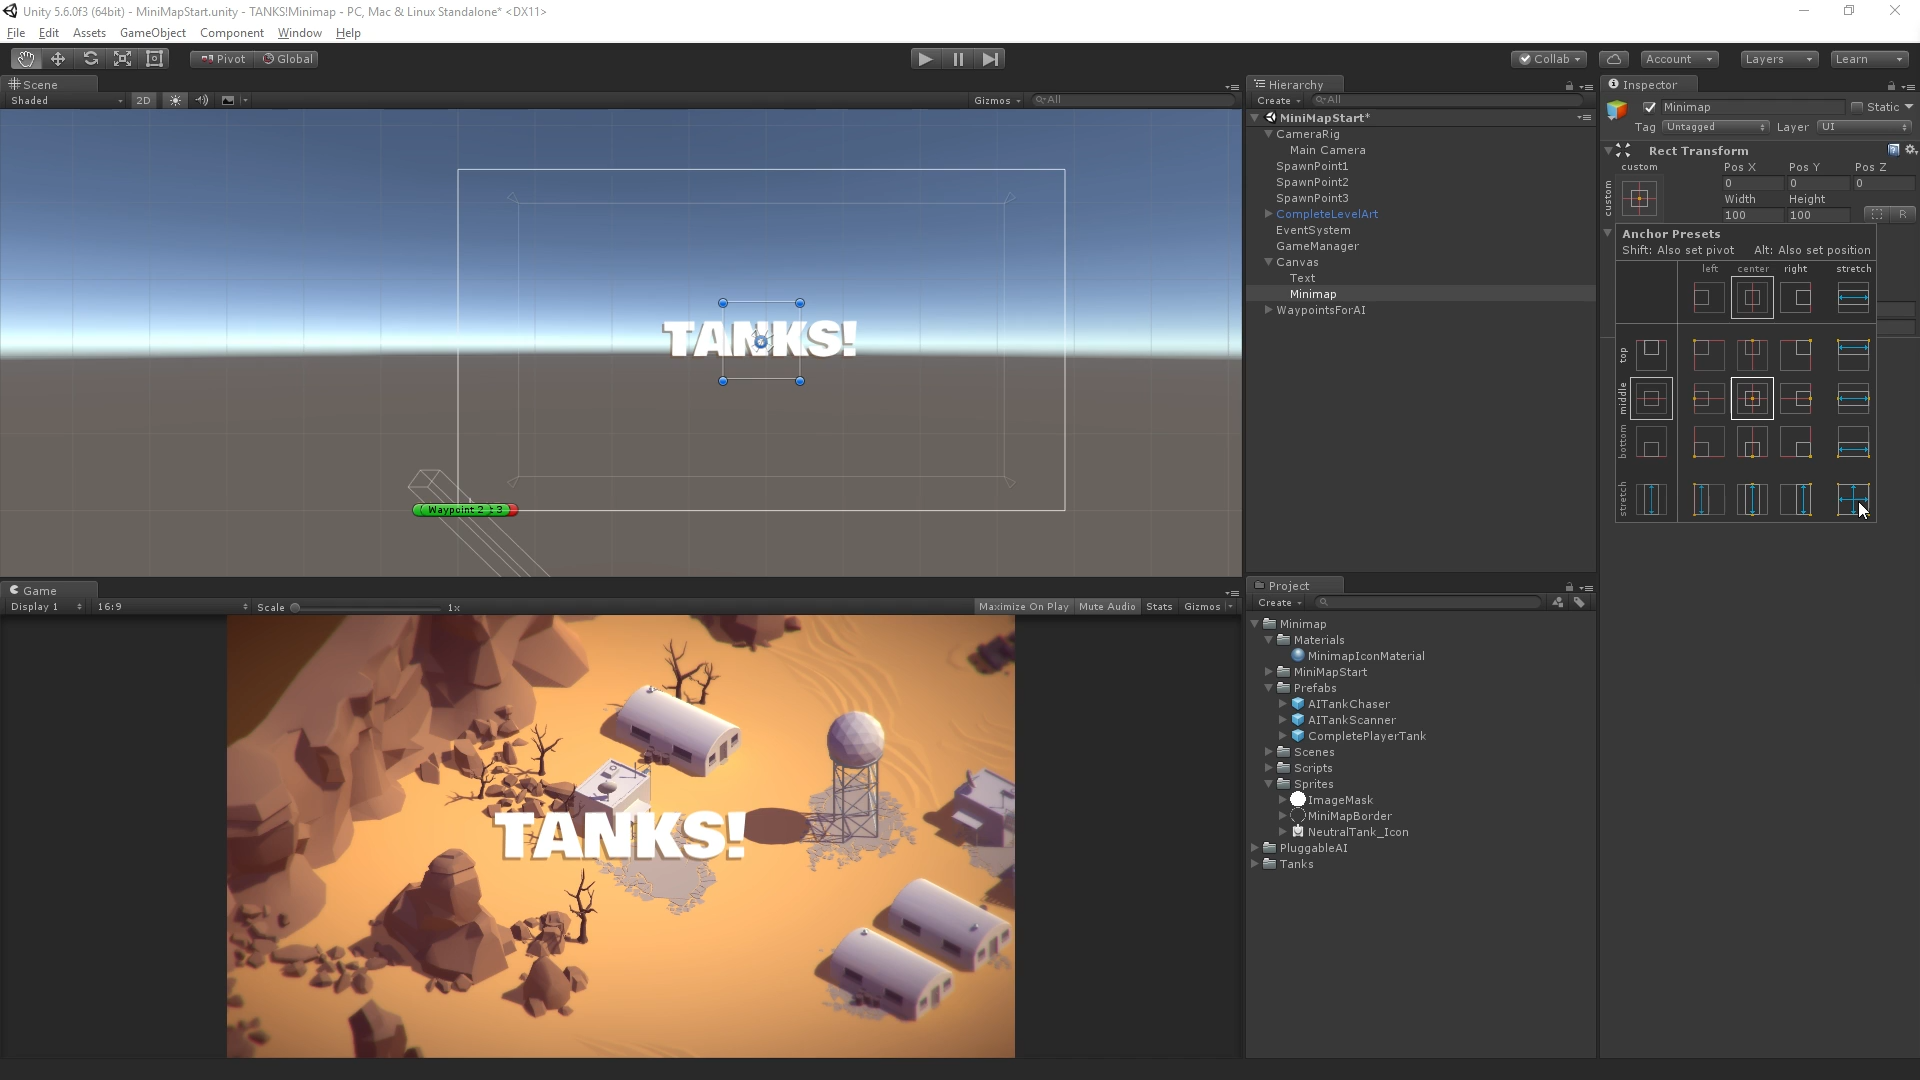 Unity 5.6.0f3 (64bit) - MiniMapStart.unity - TANKS!Minimap - PC, Mac & Linux Standalone* <DX11>
File Edit Assets GameObject Component Window Help
Pivot Global Collab Account Layers Learn
Scene
Shaded 2D Gizmos All
TANKS!
Waypoint 2 : 3
Game
Display 1 16:9 Scale 1x Maximize On Play Mute Audio Stats Gizmos
TANKS!
Hierarchy
Create All
MiniMapStart*
CameraRig
Main Camera
SpawnPoint1
SpawnPoint2
SpawnPoint3
CompleteLevelArt
EventSystem
GameManager
Canvas
Text
Minimap
WaypointsForAI
Project
Create
Minimap
Materials
MinimapIconMaterial
MiniMapStart
Prefabs
AITankChaser
AITankScanner
CompletePlayerTank
Scenes
Scripts
Sprites
ImageMask
MiniMapBorder
NeutralTank_Icon
PluggableAI
Tanks
Inspector
Minimap Static
Tag Untagged Layer UI
Rect Transform
custom Pos X Pos Y Pos Z
custom 0 0 0
Width Height
100 100 R
Anchor Presets
Shift: Also set pivot Alt: Also set position
left center right stretch
top
middle
bottom
stretch